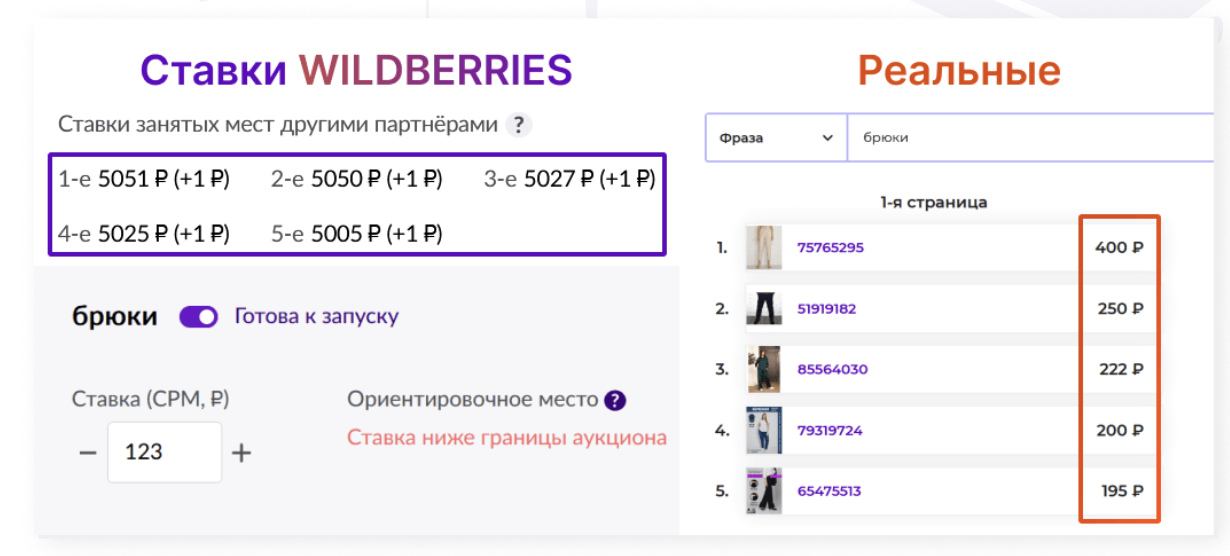 Ставки WILDBERRIES
Ставки занятых мест другими партнёрами ?
1-е 5051 ₽ (+1 ₽) 2-е 5050 ₽ (+1 ₽) 3-е 5027 ₽ (+1 ₽)
4-е 5025 ₽ (+1 ₽) 5-е 5005 ₽ (+1 ₽)
брюки Готова к запуску
Ставка (СРМ, ₽) Ориентировочное место ?
Ставка ниже границы аукциона
− 123 +
Реальные
Фраза брюки
1-я страница
1. 75765295 400 ₽
2. 51919182 250 ₽
3. 85564030 222 ₽
4. 79319724 200 ₽
5. 65475513 195 ₽